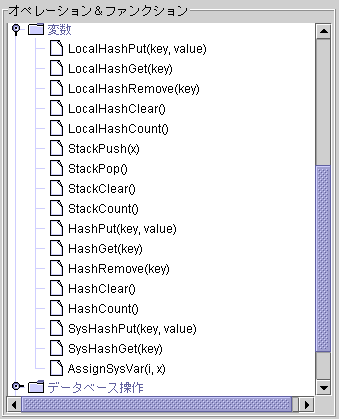 オペレーション＆ファンクション
変数
LocalHashPut(key, value)
LocalHashGet(key)
LocalHashRemove(key)
LocalHashClear()
LocalHashCount()
StackPush(x)
StackPop()
StackClear()
StackCount()
HashPut(key, value)
HashGet(key)
HashRemove(key)
HashClear()
HashCount()
SysHashPut(key, value)
SysHashGet(key)
AssignSysVar(i, x)
データベース操作